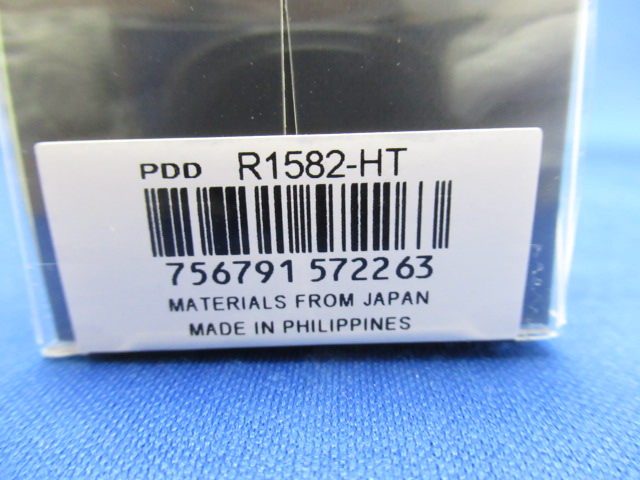 PDD R1582-HT
756791 572263
MATERIALS FROM JAPAN
MADE IN PHILIPPINES